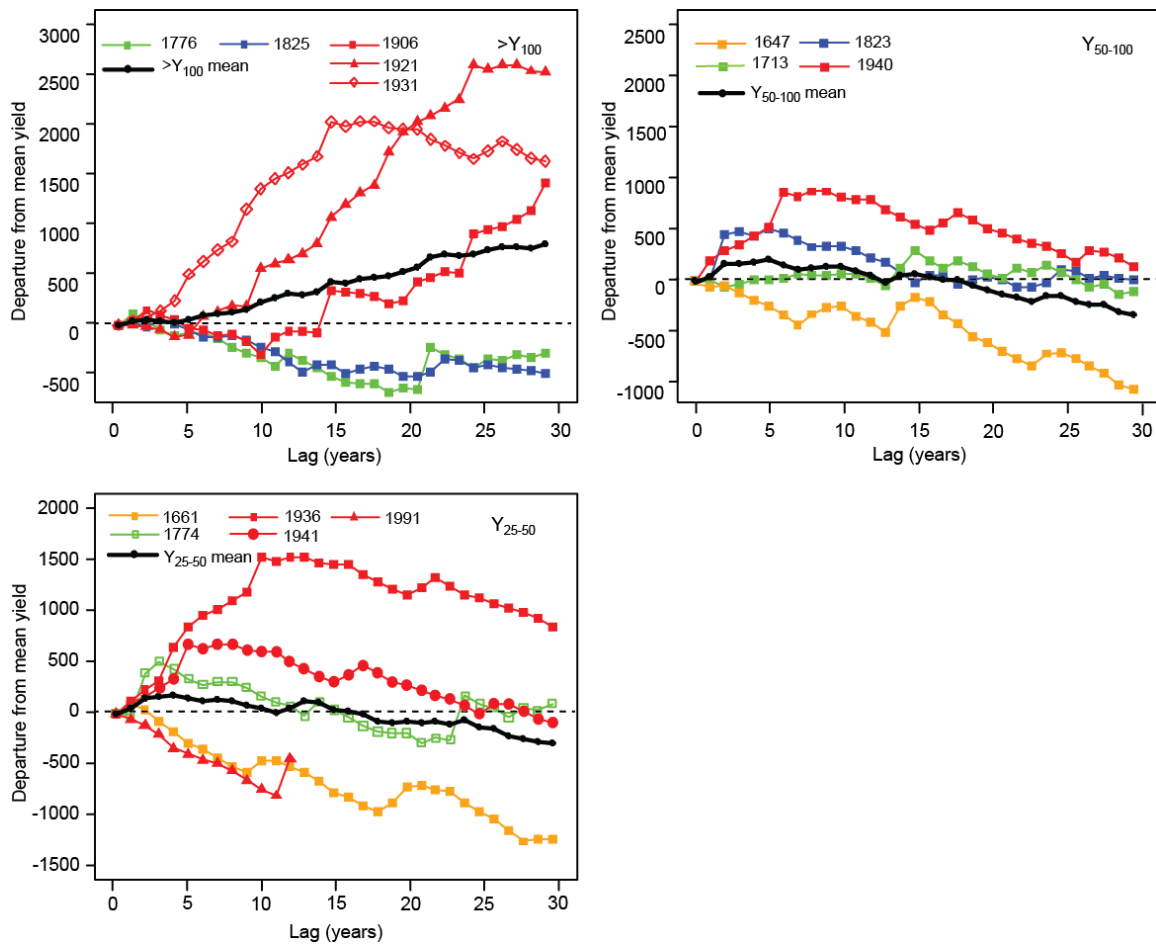 3000
2500
2000
1500
1000
500
0
-500
Departure from mean yield
1776 1825 1906
>Y100 mean 1921
1931
>Y100
0 5 10 15 20 25 30
Lag (years)
2500
2000
1500
1000
500
0
-500
-1000
Departure from mean yield
1647 1823
1713 1940
Y50-100 mean
Y50-100
0 5 10 15 20 25 30
Lag (years)
2000
1500
1000
500
0
-500
-1000
-1500
Departure from mean yield
1661 1936 1991
1774 1941
Y25-50 mean
Y25-50
0 5 10 15 20 25 30
Lag (years)